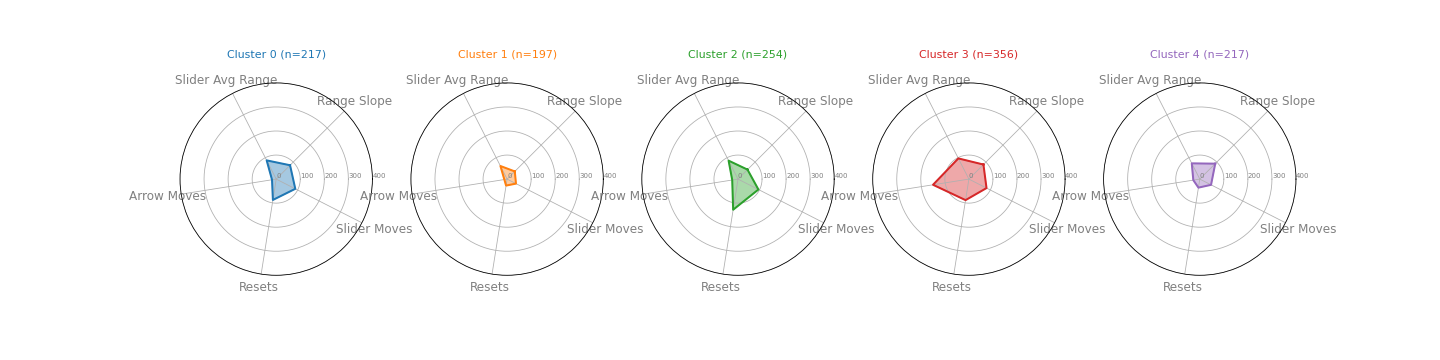 Cluster 0 (n=217)
Slider Avg Range
Range Slope
0 100 200 300 400
Arrow Moves
Slider Moves
Resets
Cluster 1 (n=197)
Slider Avg Range
Range Slope
0 100 200 300 400
Arrow Moves
Slider Moves
Resets
Cluster 2 (n=254)
Slider Avg Range
Range Slope
0 100 200 300 400
Arrow Moves
Slider Moves
Resets
Cluster 3 (n=356)
Slider Avg Range
Range Slope
0 100 200 300 400
Arrow Moves
Slider Moves
Resets
Cluster 4 (n=217)
Slider Avg Range
Range Slope
0 100 200 300 400
Arrow Moves
Slider Moves
Resets